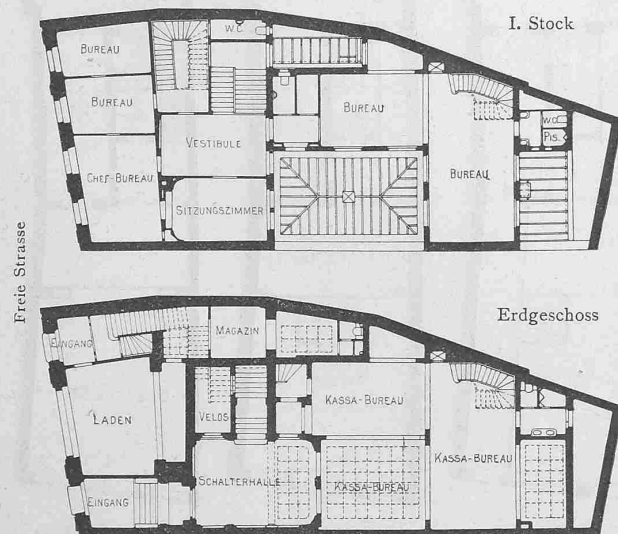 I. Stock
W.C.
BUREAU
BUREAU
BUREAU
W.C.
PIS.
VESTIBULE
CHEF-BUREAU
BUREAU
SITZUNGSZIMMER
Freie Strasse
Erdgeschoss
EINGANG
MAGAZIN
LADEN
VELOS
KASSA-BUREAU
SCHALTERHALLE
KASSA-BUREAU
KASSA-BUREAU
EINGANG